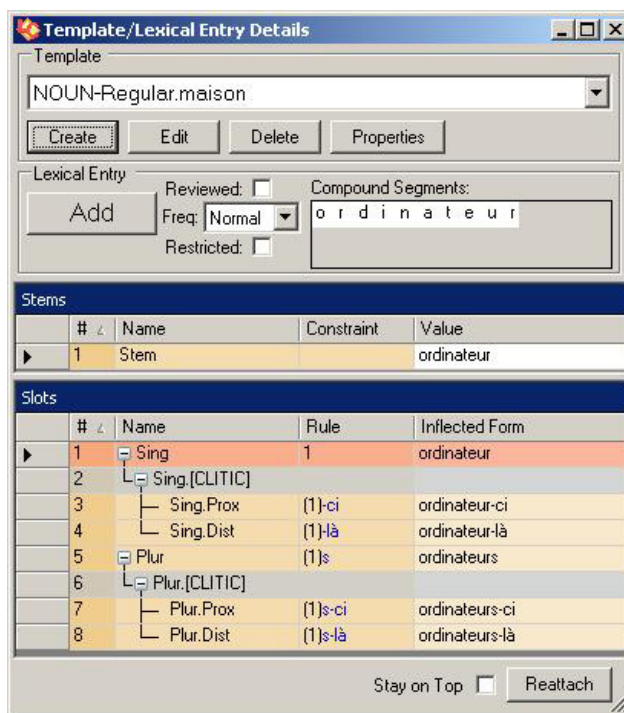 Template/Lexical Entry Details
Template
NOUN-Regular.maison
Create Edit Delete Properties
Lexical Entry
Reviewed: Compound Segments:
Add Freq: Normal o r d i n a t e u r
Restricted:
Stems
# Name Constraint Value
1 Stem ordinateur
Slots
# Name Rule Inflected Form
1 Sing 1 ordinateur
2 Sing.[CLITIC]
3 Sing.Prox (1)-ci ordinateur-ci
4 Sing.Dist (1)-là ordinateur-là
5 Plur (1)s ordinateurs
6 Plur.[CLITIC]
7 Plur.Prox (1)s-ci ordinateurs-ci
8 Plur.Dist (1)s-là ordinateurs-là
Stay on Top Reattach